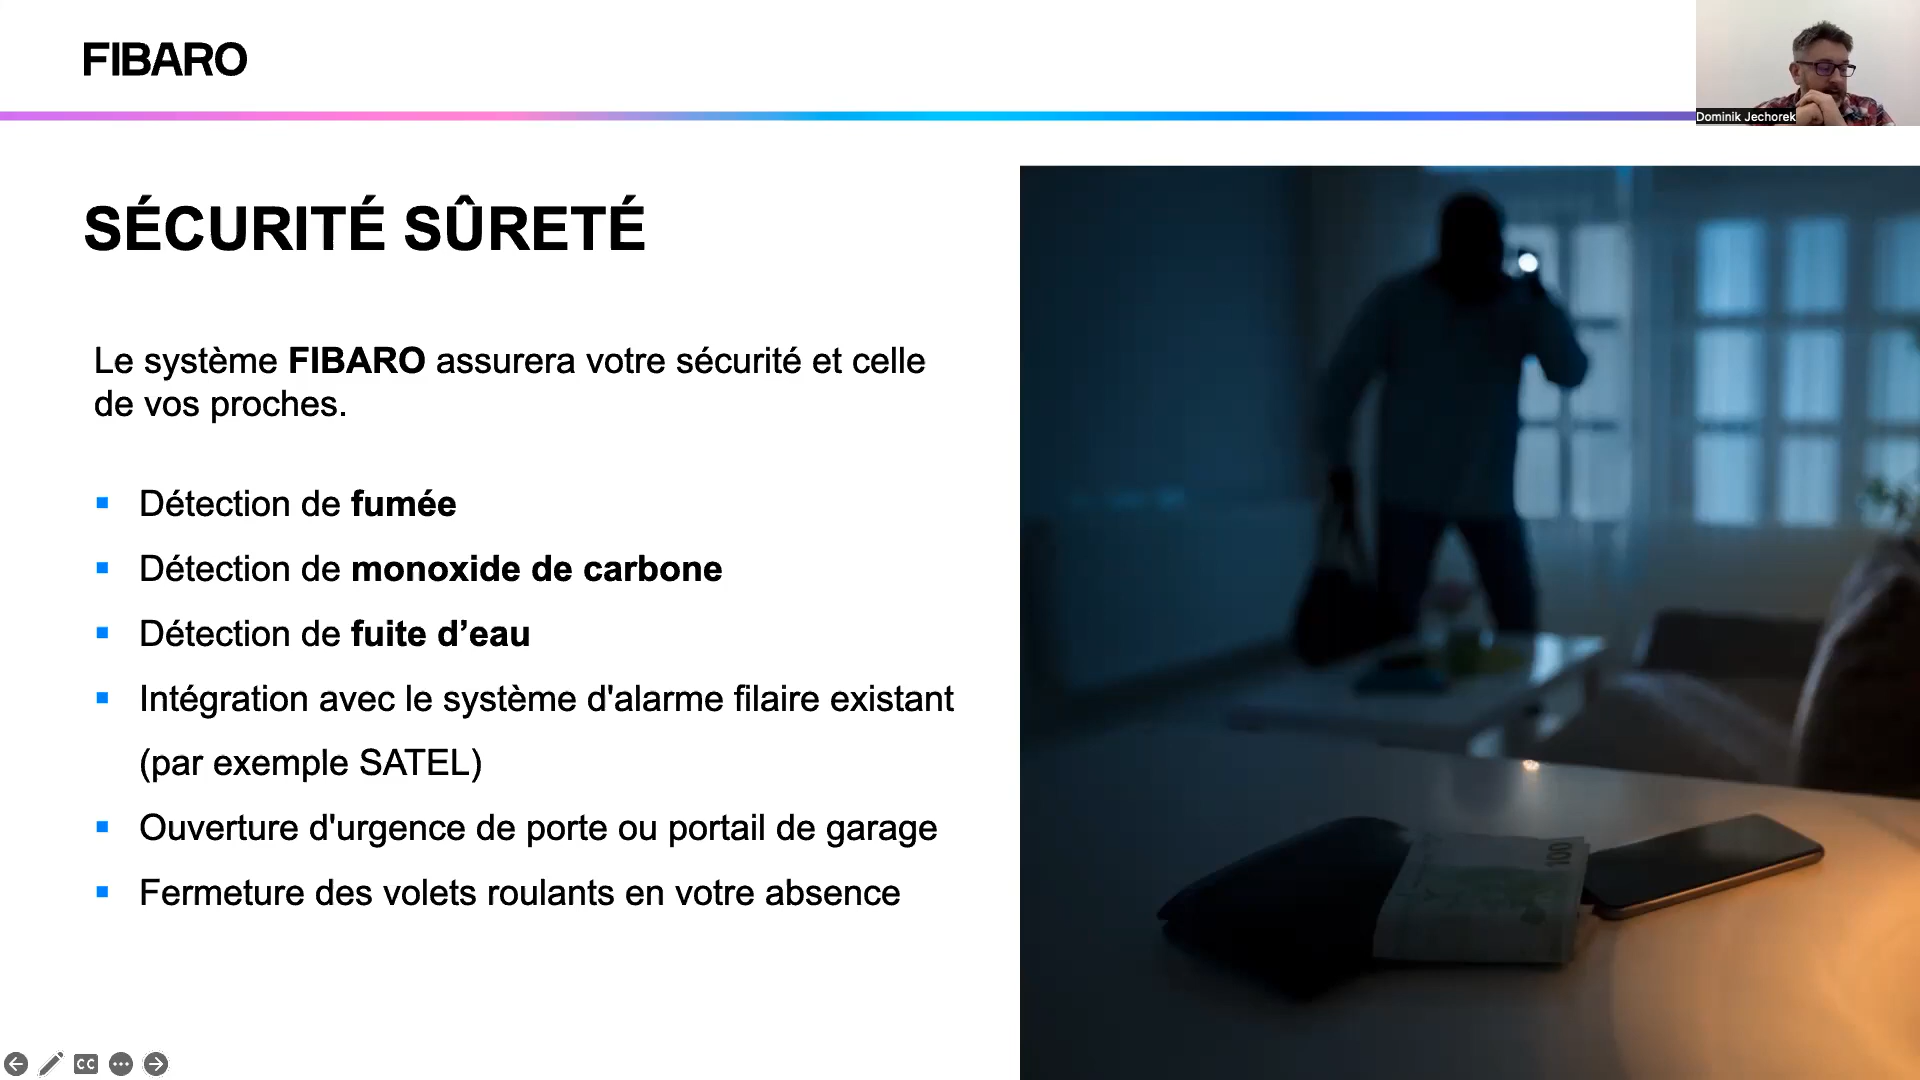 FIBARO
Dominik Jechorek
SÉCURITÉ SÛRETÉ
Le système FIBARO assurera votre sécurité et celle
de vos proches.
Détection de fumée
Détection de monoxide de carbone
Détection de fuite d’eau
Intégration avec le système d'alarme filaire existant
(par exemple SATEL)
Ouverture d'urgence de porte ou portail de garage
Fermeture des volets roulants en votre absence
100
CC